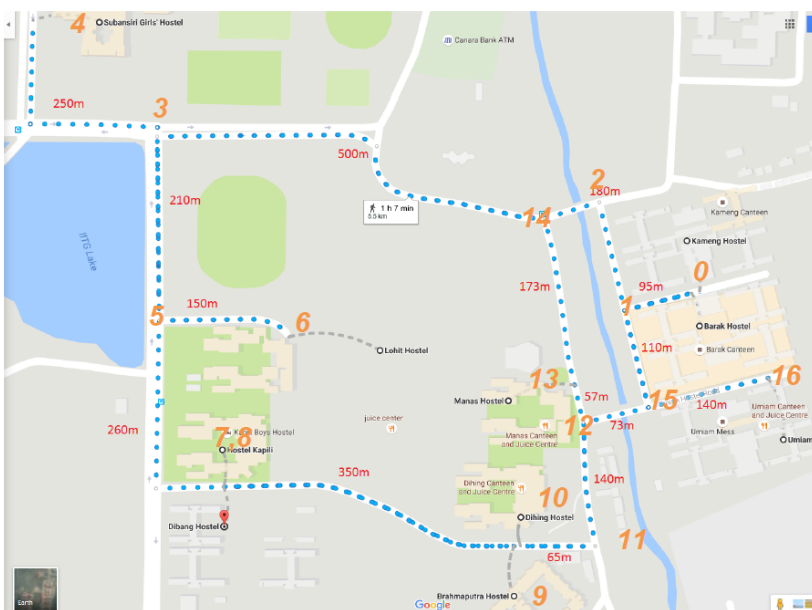 4
Subansiri Girls' Hostel
Canara Bank ATM
250m
3
500m
2
180m
210m
1 h 7 min
5.5 km
14
Kameng Canteen
IITG Lake
Kameng Hostel
0
173m
95m
150m
5
6
1
Barak Hostel
Lohit Hostel
110m
Barak Canteen
13
57m
15
16
Manas Hostel
140m
12
73m
juice center
Manas Canteen
and Juice Centre
Umiam Canteen
and Juice Centre
Umiam Mess
Umiam
7,8
Boys Hostel
Hostel Kapili
260m
350m
Dihing Canteen
and Juice Centre
140m
10
Dihing Hostel
Dibang Hostel
11
65m
Brahmaputra Hostel
9
Earth
Google